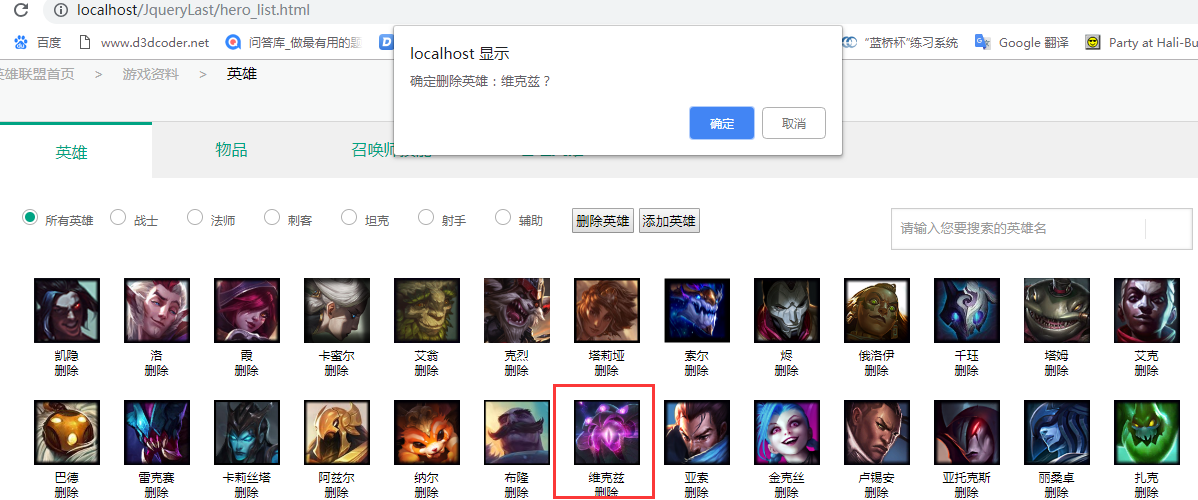 localhost/JqueryLast/hero_list.html
百度 www.d3dcoder.net 问答库_做最有用的题 "蓝桥杯"练习系统 Google 翻译 Party at Hali-Bu
localhost 显示
确定删除英雄：维克兹？
确定 取消
英雄联盟首页 > 游戏资料 > 英雄
英雄 物品 召唤师技能
所有英雄 战士 法师 刺客 坦克 射手 辅助 删除英雄 添加英雄 请输入您要搜索的英雄名
凯隐 洛 霞 卡蜜尔 艾翁 克烈 塔莉垭 索尔 烬 俄洛伊 千珏 塔姆 艾克
删除 删除 删除 删除 删除 删除 删除 删除 删除 删除 删除 删除 删除
巴德 雷克赛 卡莉丝塔 阿兹尔 纳尔 布隆 维克兹 亚索 金克丝 卢锡安 亚托克斯 丽桑卓 扎克
删除 删除 删除 删除 删除 删除 删除 删除 删除 删除 删除 删除 删除